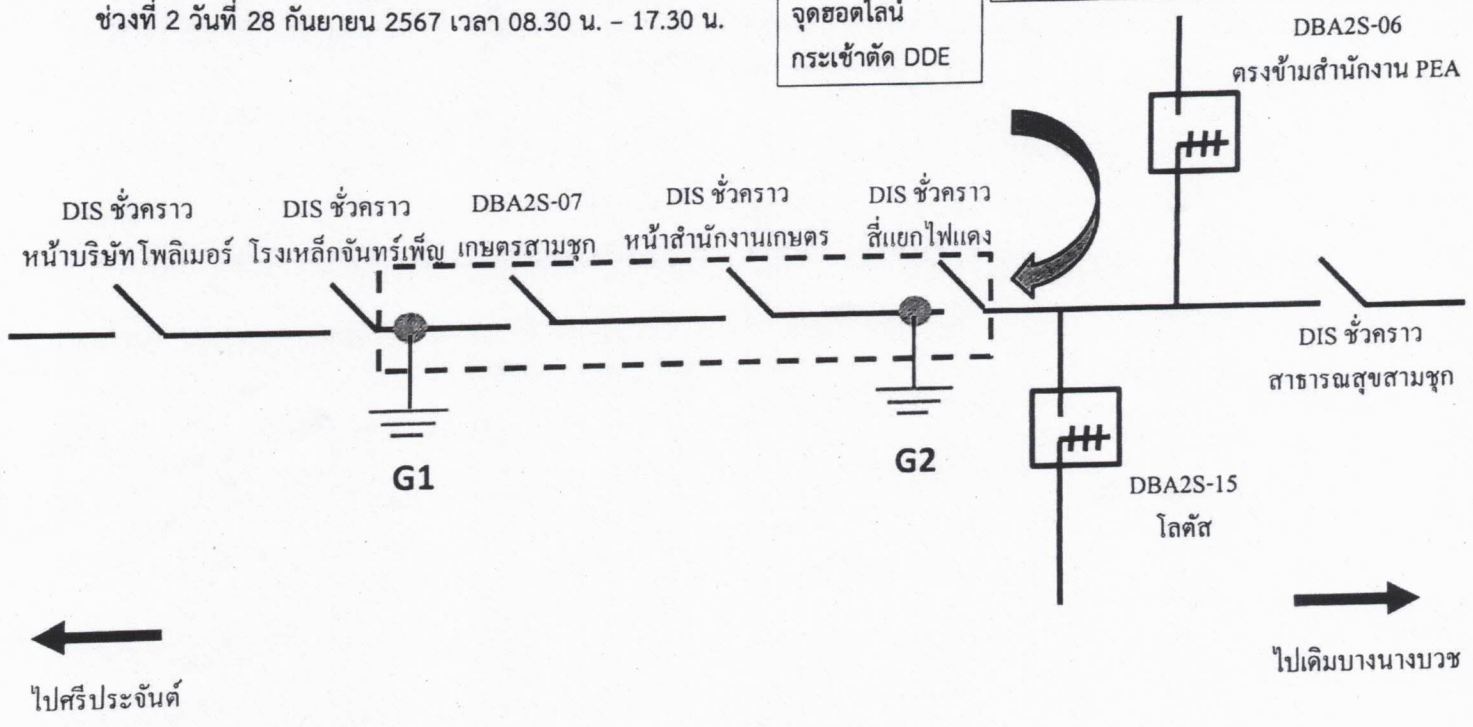 ช่วงที่ 2 วันที่ 28 กันยายน 2567 เวลา 08.30 น. – 17.30 น.
จุดฮอตไลน์
กระเช้าตัด DDE
DBA2S-06
ตรงข้ามสำนักงาน PEA
DIS ชั่วคราว
หน้าบริษัทโพลิเมอร์
DIS ชั่วคราว
โรงเหล็กจันทร์เพ็ญ
DBA2S-07
เกษตรสามชุก
DIS ชั่วคราว
หน้าสำนักงานเกษตร
DIS ชั่วคราว
สี่แยกไฟแดง
DIS ชั่วคราว
สาธารณสุขสามชุก
G1
G2
DBA2S-15
โลตัส
ไปศรีประจันต์
ไปเดิมบางนางบวช